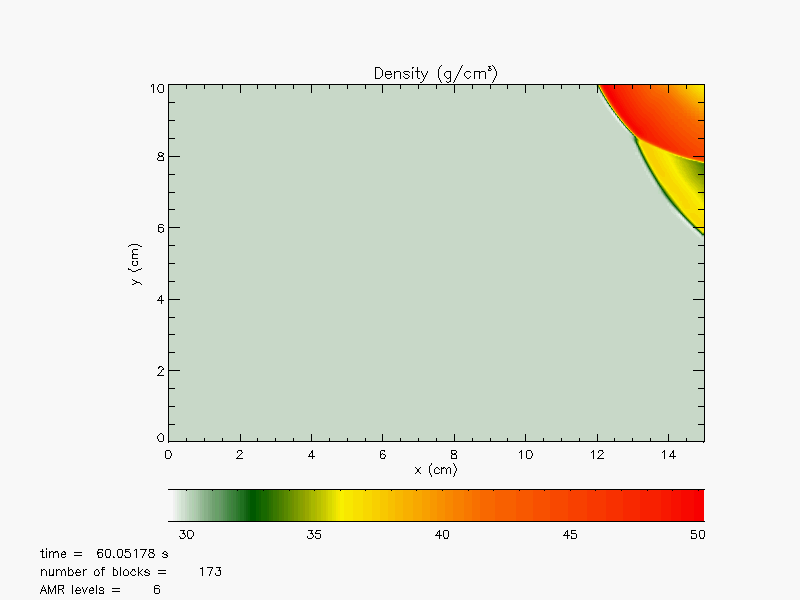 Density (g/cm³)
10
8
6
4
2
0
y (cm)
0 2 4 6 8 10 12 14
x (cm)
30 35 40 45 50
time = 60.05178 s
number of blocks = 173
AMR levels = 6